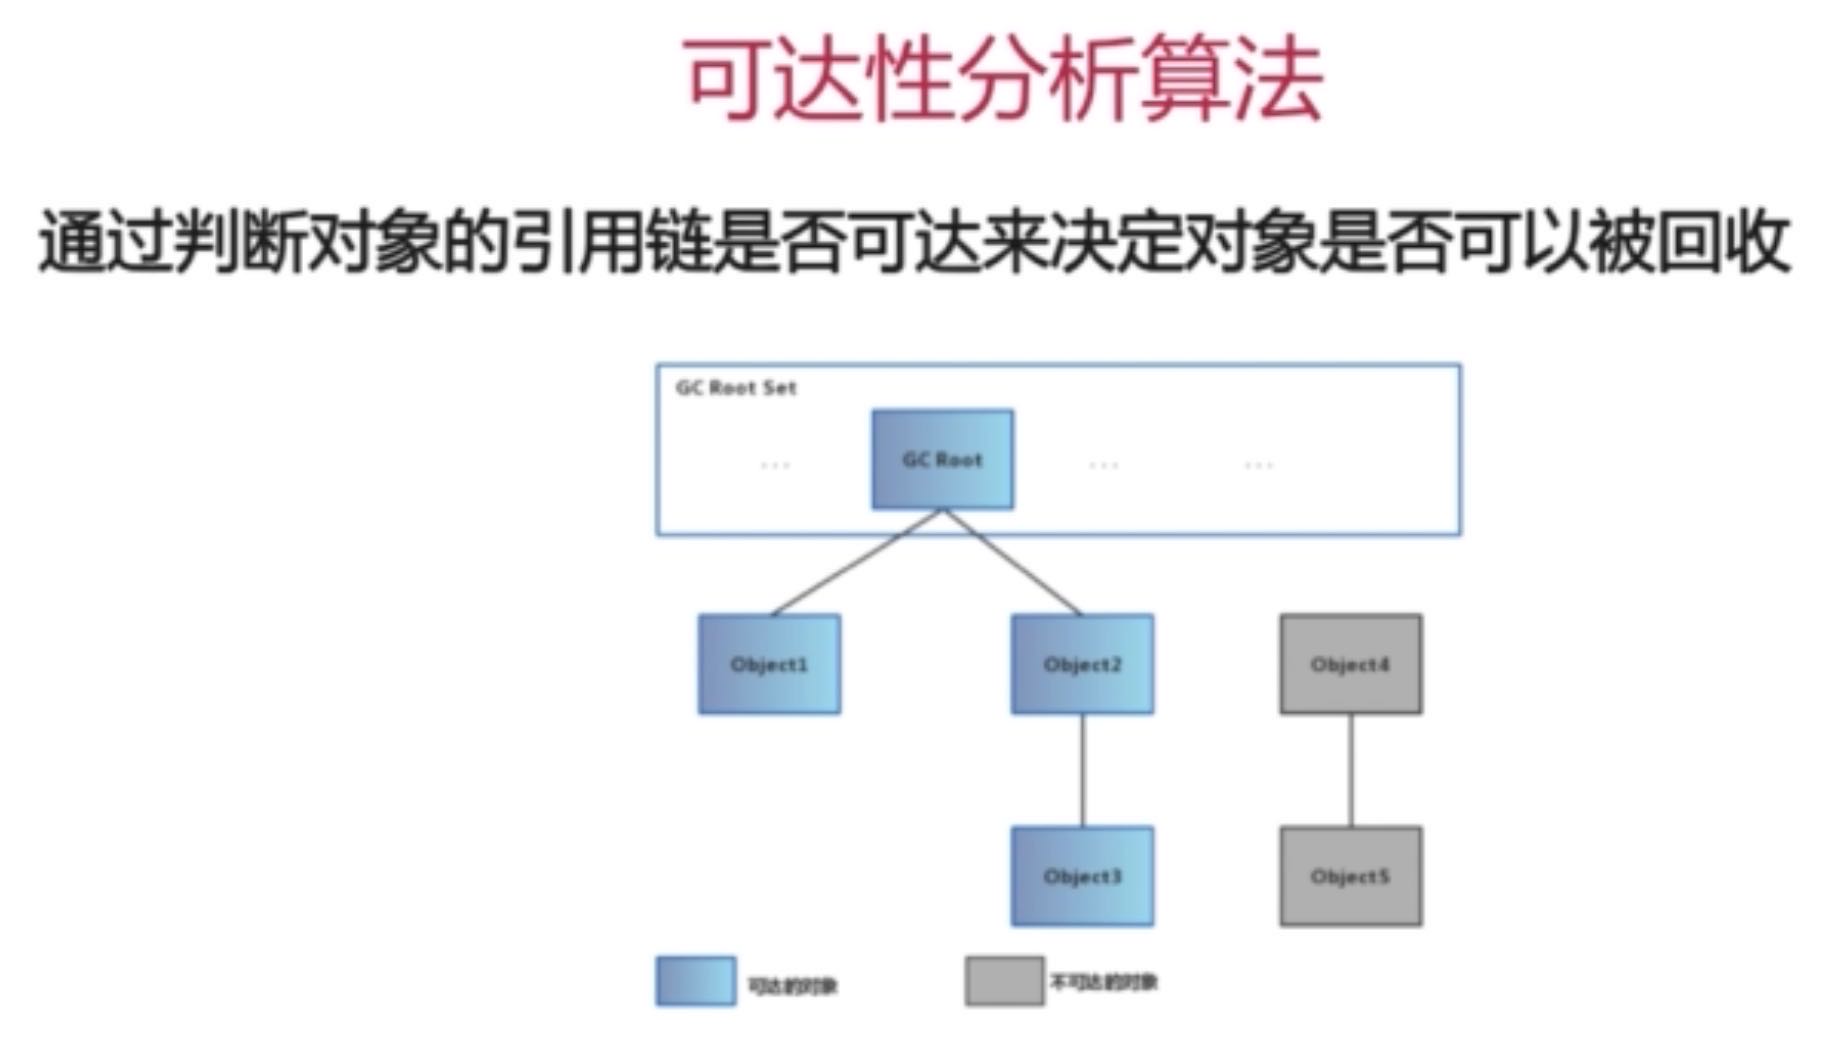 可达性分析算法
通过判断对象的引用链是否可达来决定对象是否可以被回收
GC Root Set
... GC Root ... ...
Object1 Object2 Object4
Object3 Object5
可达的对象 不可达的对象